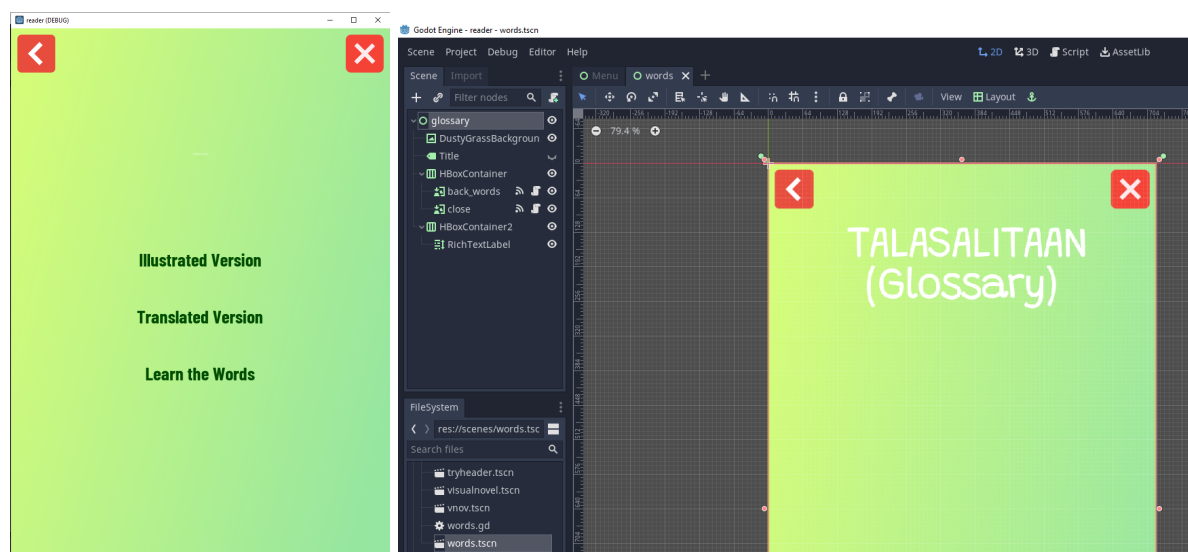 reader (DEBUG)
Illustrated Version
Translated Version
Learn the Words
Godot Engine - reader - words.tscn
Scene Project Debug Editor Help
2D 3D Script AssetLib
Scene Import
Menu words
Filter nodes
View Layout
glossary
DustyGrassBackgroun
Title
HBoxContainer
back_words
close
HBoxContainer2
RichTextLabel
79.4 %
TALASALITAAN
(Glossary)
FileSystem
res://scenes/words.tsc
Search files
tryheader.tscn
visualnovel.tscn
vnov.tscn
words.gd
words.tscn